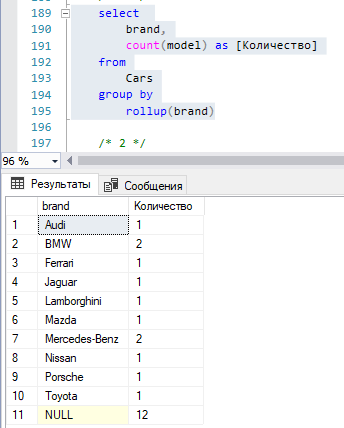 189 select
190 brand,
191 count(model) as [Количество]
192 from
193 Cars
194 group by
195 rollup(brand)
196
197 /* 2 */
96 %
Результаты Сообщения
brand Количество
1 Audi 1
2 BMW 2
3 Ferrari 1
4 Jaguar 1
5 Lamborghini 1
6 Mazda 1
7 Mercedes-Benz 2
8 Nissan 1
9 Porsche 1
10 Toyota 1
11 NULL 12